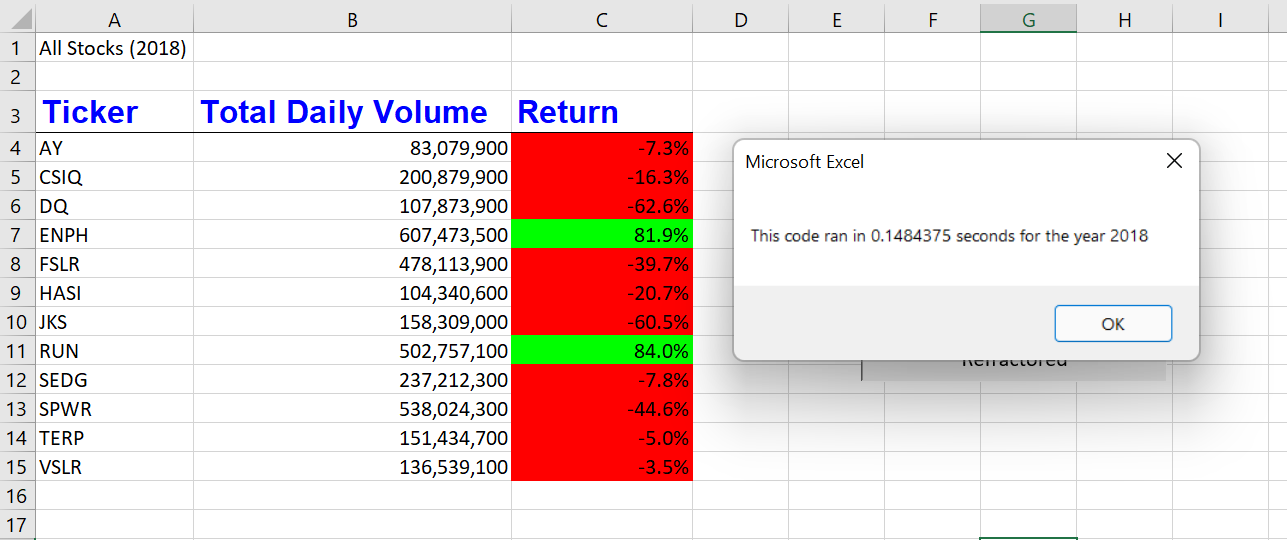 A B C D E F G H I
1 All Stocks (2018)
2
3 Ticker Total Daily Volume Return
4 AY 83,079,900 -7.3%
5 CSIQ 200,879,900 -16.3%
6 DQ 107,873,900 -62.6%
7 ENPH 607,473,500 81.9%
8 FSLR 478,113,900 -39.7%
9 HASI 104,340,600 -20.7%
10 JKS 158,309,000 -60.5%
11 RUN 502,757,100 84.0%
12 SEDG 237,212,300 -7.8%
13 SPWR 538,024,300 -44.6%
14 TERP 151,434,700 -5.0%
15 VSLR 136,539,100 -3.5%
16
17
Microsoft Excel
This code ran in 0.1484375 seconds for the year 2018
OK
Refractored